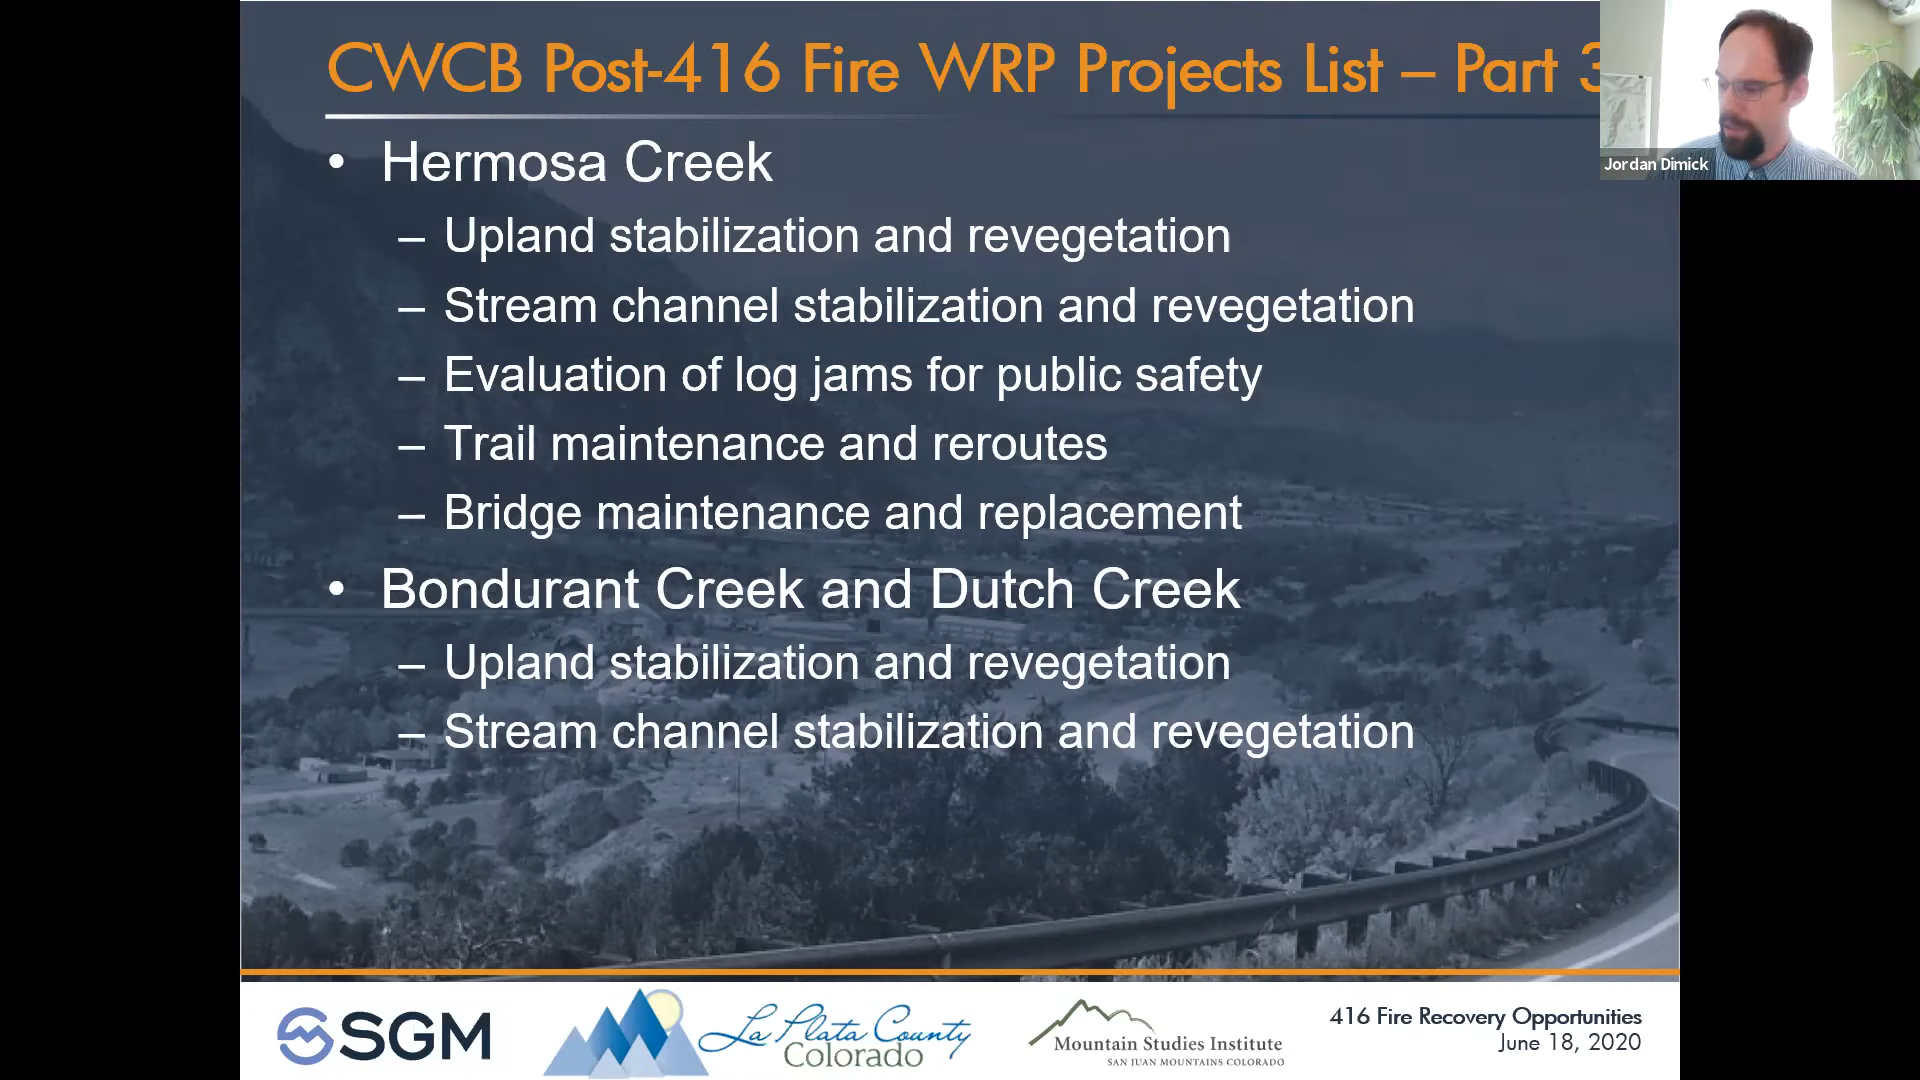 CWCB Post-416 Fire WRP Projects List – Part 3
Jordan Dimick
• Hermosa Creek
– Upland stabilization and revegetation
– Stream channel stabilization and revegetation
– Evaluation of log jams for public safety
– Trail maintenance and reroutes
– Bridge maintenance and replacement
• Bondurant Creek and Dutch Creek
– Upland stabilization and revegetation
– Stream channel stabilization and revegetation
SGM
La Plata County
Colorado
Mountain Studies Institute
SAN JUAN MOUNTAINS COLORADO
416 Fire Recovery Opportunities
June 18, 2020